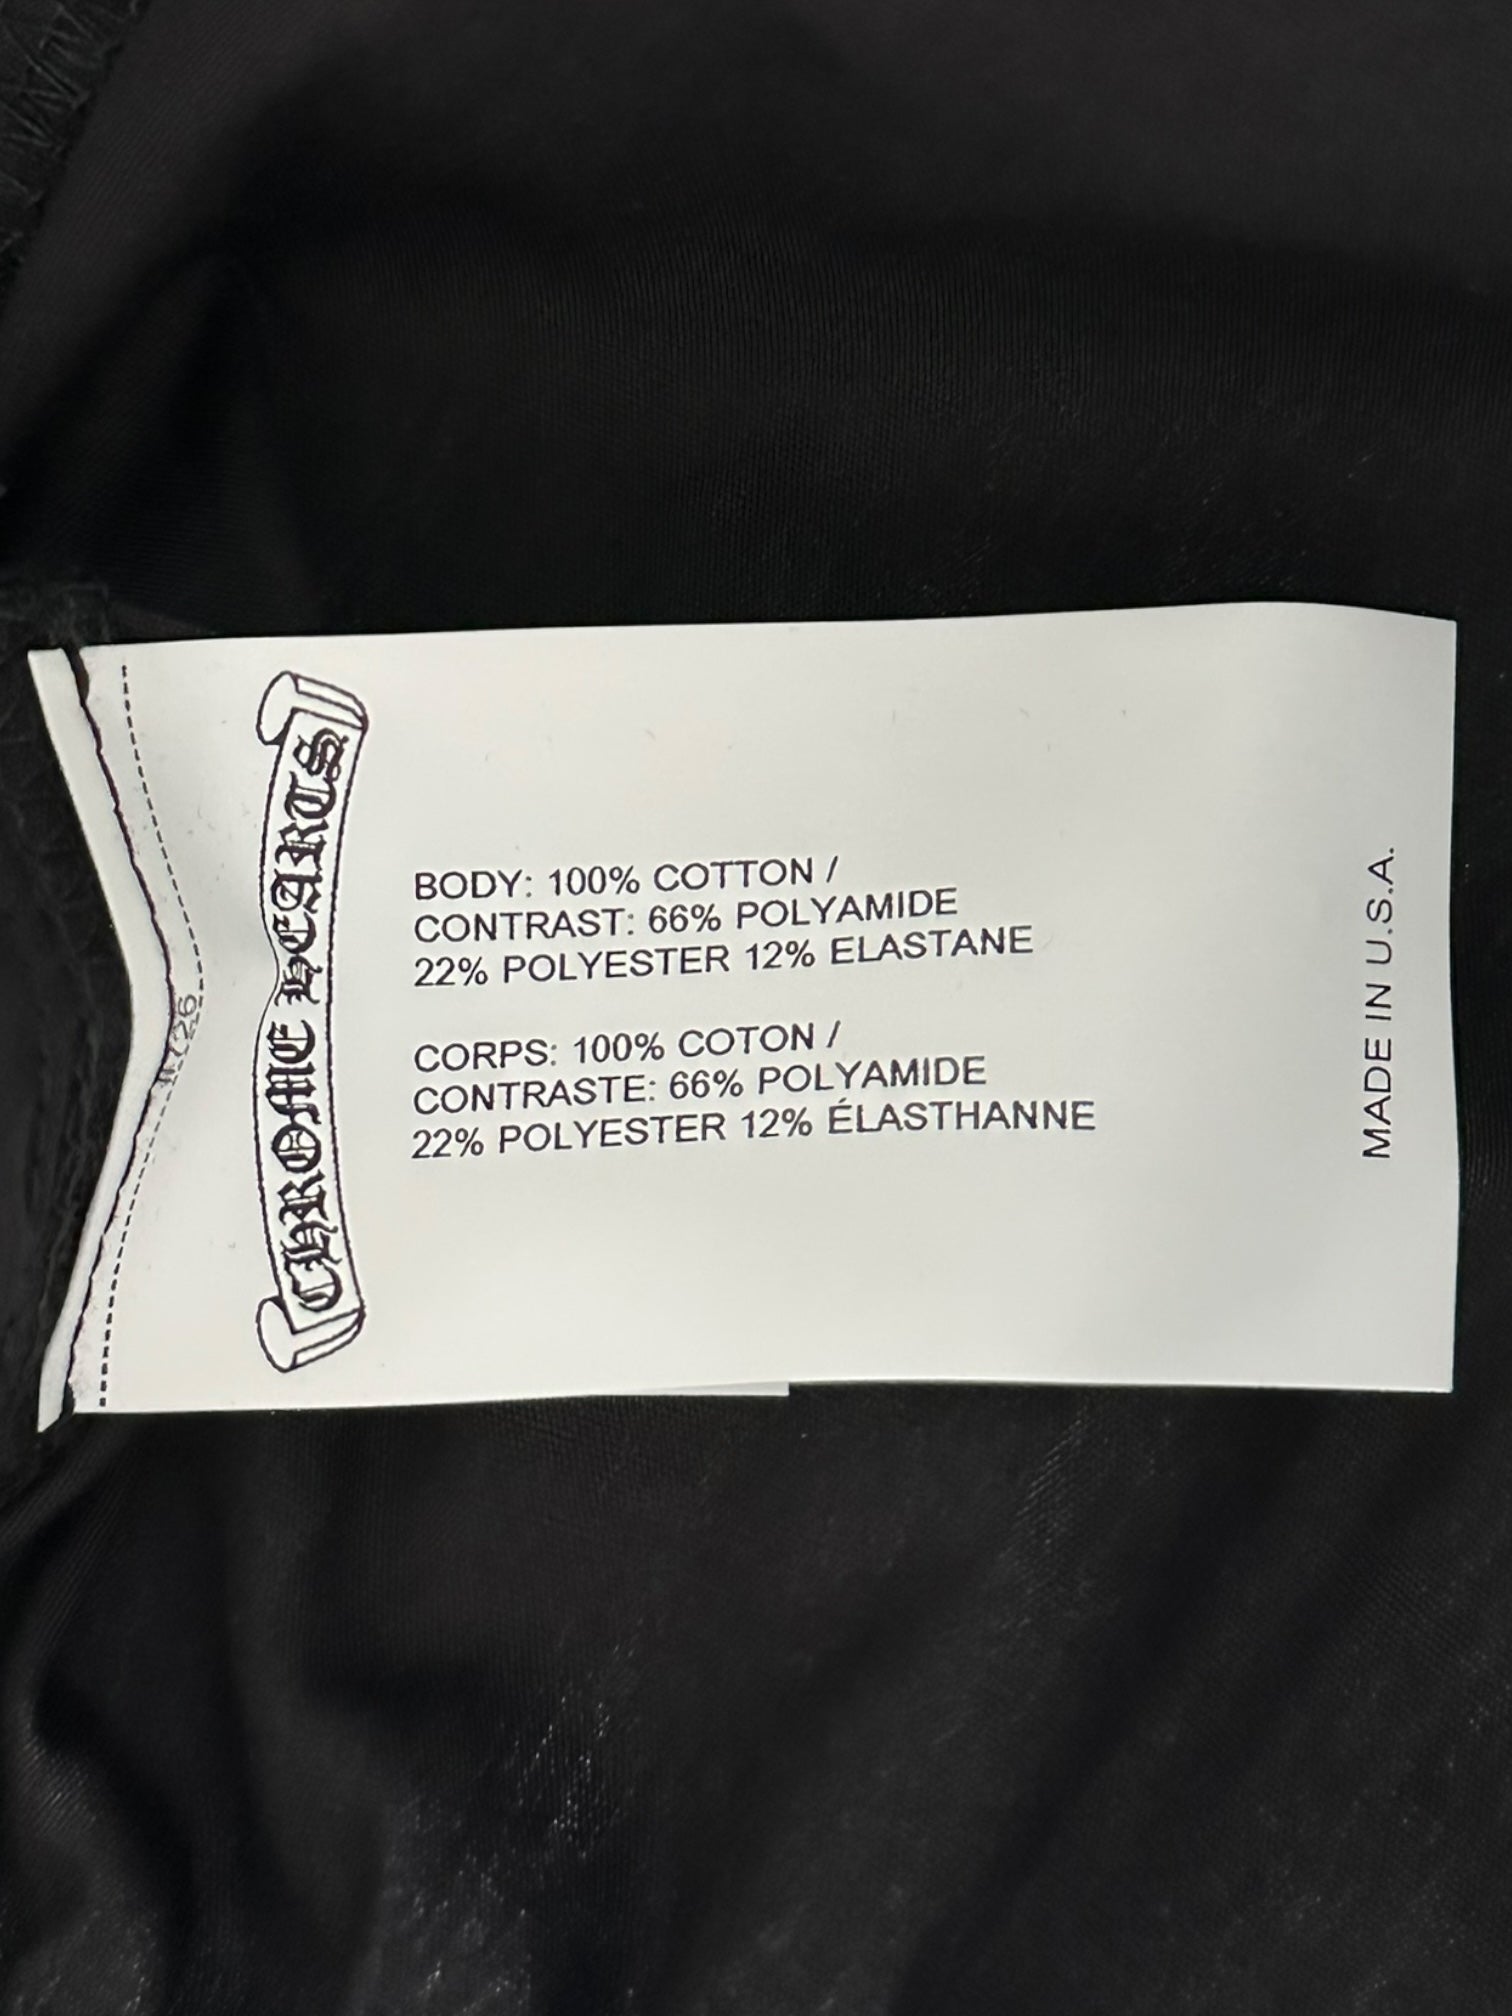 CHROME HEARTS
BODY: 100% COTTON /
CONTRAST: 66% POLYAMIDE
22% POLYESTER 12% ELASTANE
CORPS: 100% COTON /
CONTRASTE: 66% POLYAMIDE
22% POLYESTER 12% ÉLASTHANNE
MADE IN U.S.A.